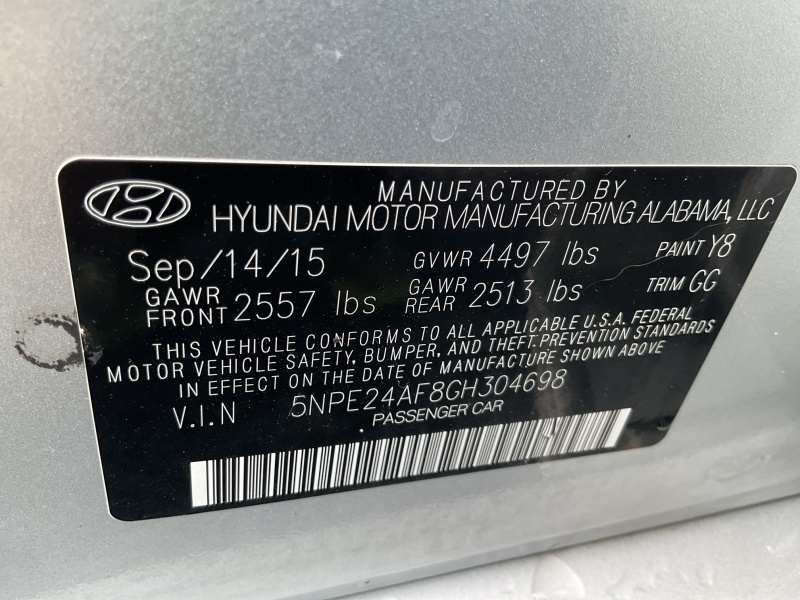 MANUFACTURED BY
HYUNDAI MOTOR MANUFACTURING ALABAMA, LLC
Sep/14/15 GVWR 4497 lbs PAINT Y8
GAWR FRONT 2557 lbs GAWR REAR 2513 lbs TRIM GG
THIS VEHICLE CONFORMS TO ALL APPLICABLE U.S.A. FEDERAL
MOTOR VEHICLE SAFETY, BUMPER, AND THEFT PREVENTION STANDARDS
IN EFFECT ON THE DATE OF MANUFACTURE SHOWN ABOVE
V.I.N 5NPE24AF8GH304698
PASSENGER CAR